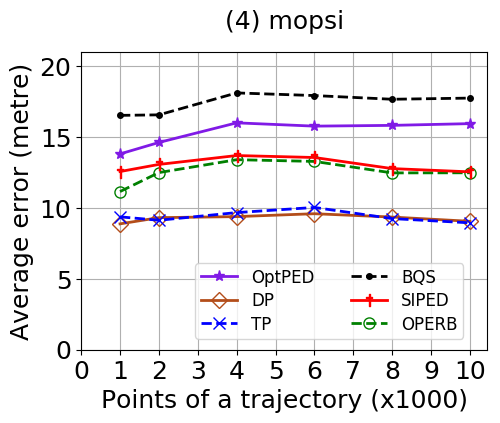 (4) mopsi
Average error (metre)
20
15
10
5
0
OptPED BQS
DP SIPED
TP OPERB
0 1 2 3 4 5 6 7 8 9 10
Points of a trajectory (x1000)